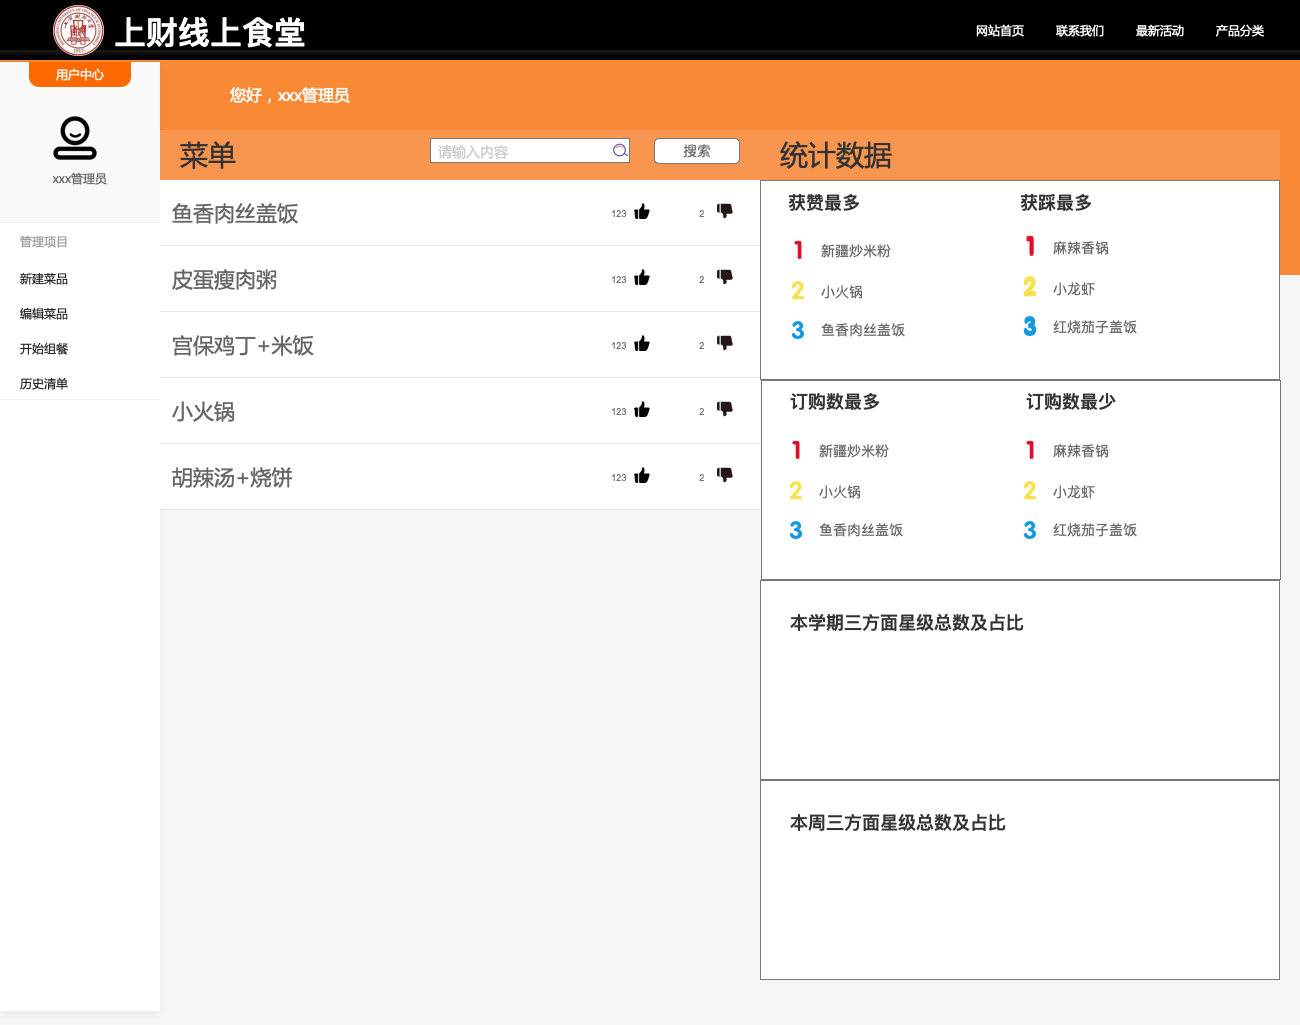 上财线上食堂
网站首页 联系我们 最新活动 产品分类
用户中心
xxx管理员
管理项目
新建菜品
编辑菜品
开始组餐
历史清单
您好，xxx管理员
菜单 请输入内容 搜索
鱼香肉丝盖饭 123 2
皮蛋瘦肉粥 123 2
宫保鸡丁+米饭 123 2
小火锅 123 2
胡辣汤+烧饼 123 2
统计数据
获赞最多 获踩最多
1 新疆炒米粉 1 麻辣香锅
2 小火锅 2 小龙虾
3 鱼香肉丝盖饭 3 红烧茄子盖饭
订购数最多 订购数最少
1 新疆炒米粉 1 麻辣香锅
2 小火锅 2 小龙虾
3 鱼香肉丝盖饭 3 红烧茄子盖饭
本学期三方面星级总数及占比
本周三方面星级总数及占比